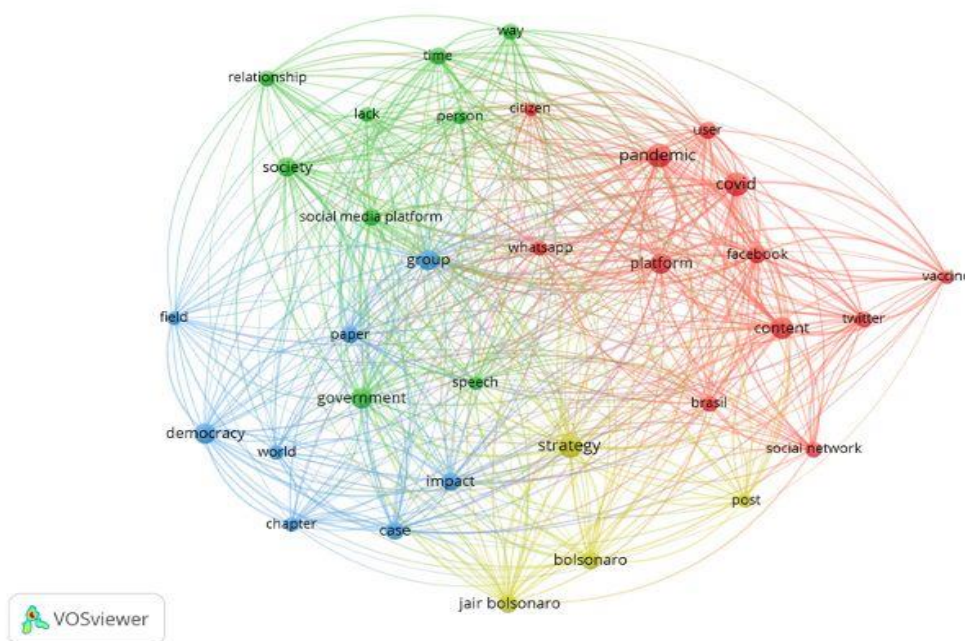 way
time
relationship
citizen
lack
person
user
pandemic
society
covid
social media platform
whatsapp
facebook
group
platform
vaccine
field
paper
content
twitter
speech
government
brasil
democracy
strategy
world
social network
impact
post
chapter
case
bolsonaro
jair bolsonaro
VOSviewer